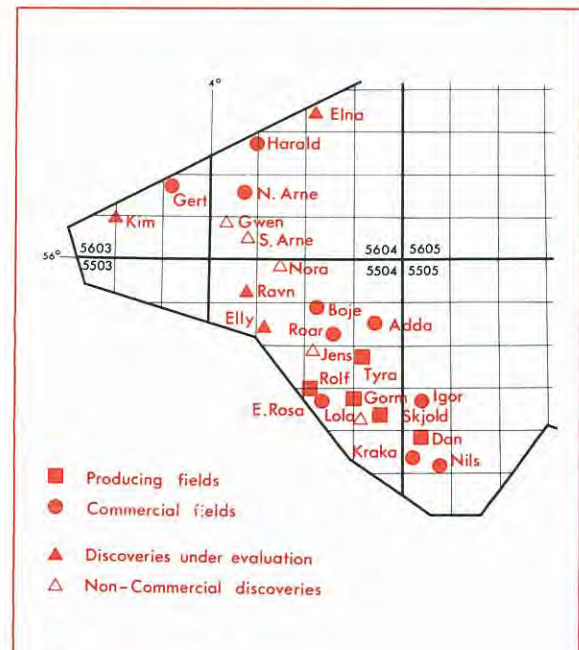 4°
Elna
Harald
Gert
N. Arne
Kim
Gwen
S. Arne
56°
5603
5503
5604 5605
5504 5505
Nora
Ravn
Elly
Boje
Adda
Roar
Jens
Tyra
Rolf
Gorm
Igor
E. Rosa
Lola
Skjold
Dan
Kraka
Nils
Producing fields
Commercial fields
Discoveries under evaluation
Non-Commercial discoveries